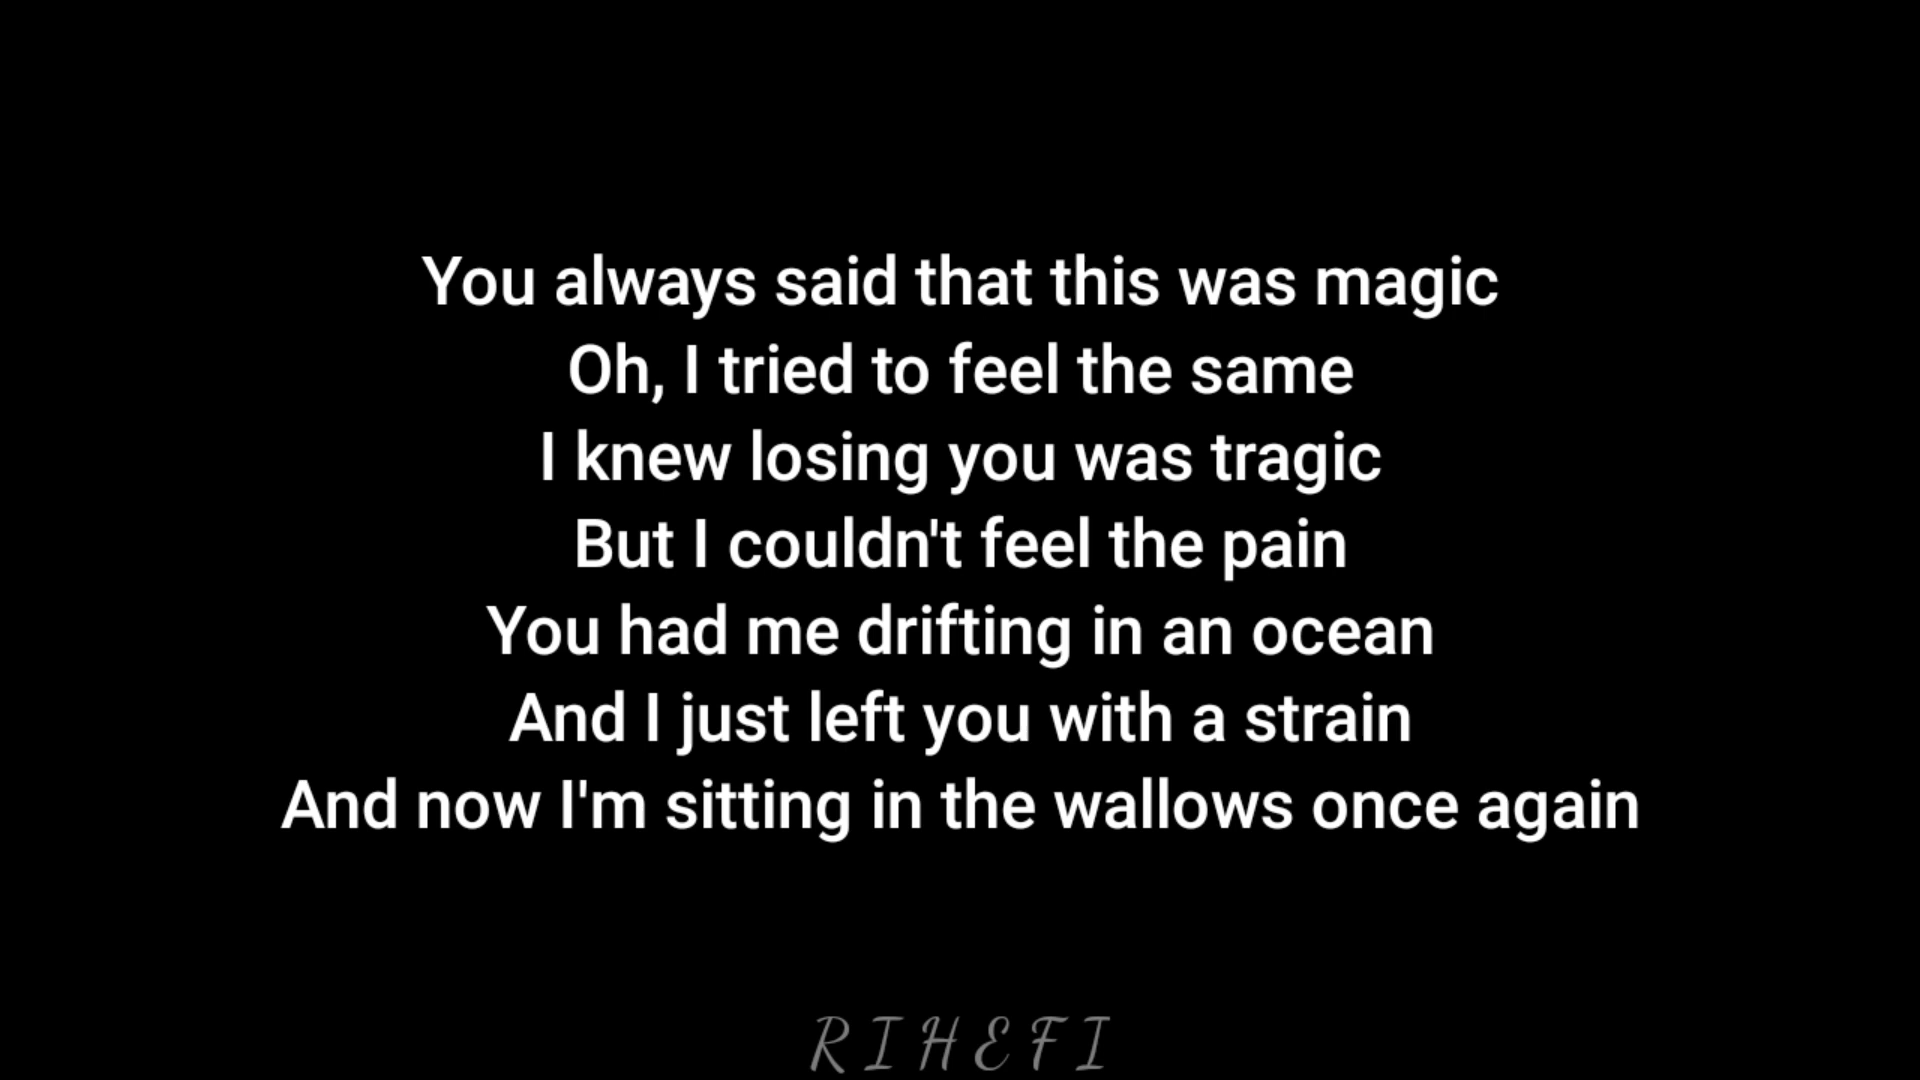 You always said that this was magic
Oh, I tried to feel the same
I knew losing you was tragic
But I couldn't feel the pain
You had me drifting in an ocean
And I just left you with a strain
And now I'm sitting in the wallows once again
RIHEFI